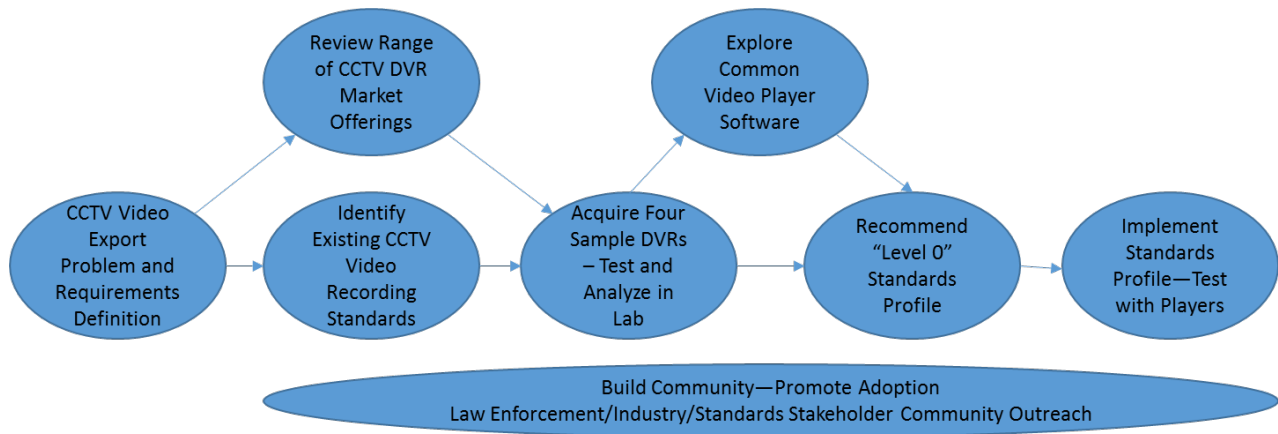 Review Range
of CCTV DVR
Market
Offerings
Explore
Common
Video Player
Software
CCTV Video
Export
Problem and
Requirements
Definition
Identify
Existing CCTV
Video
Recording
Standards
Acquire Four
Sample DVRs
– Test and
Analyze in
Lab
Recommend
“Level 0”
Standards
Profile
Implement
Standards
Profile—Test
with Players
Build Community—Promote Adoption
Law Enforcement/Industry/Standards Stakeholder Community Outreach